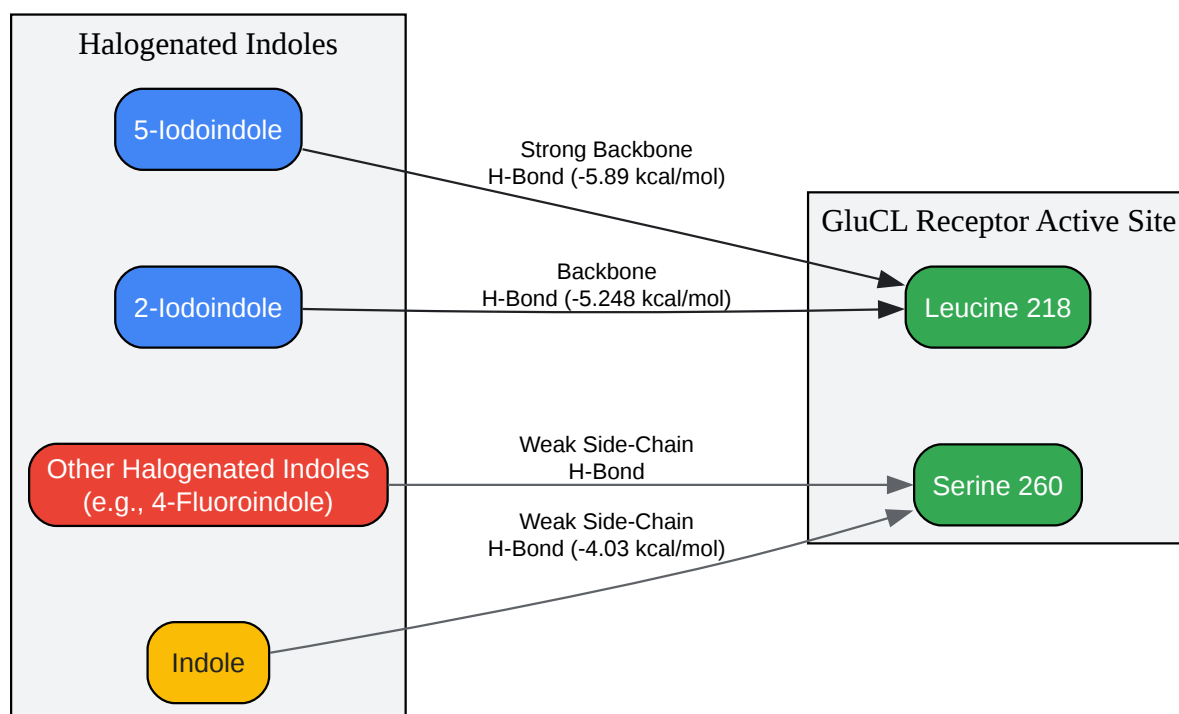 Halogenated Indoles
5-Iodoindole
Strong Backbone
H-Bond (-5.89 kcal/mol)
GluCL Receptor Active Site
2-Iodoindole
Backbone
H-Bond (-5.248 kcal/mol)
Leucine 218
Other Halogenated Indoles
(e.g., 4-Fluoroindole)
Weak Side-Chain
H-Bond
Serine 260
Weak Side-Chain
H-Bond (-4.03 kcal/mol)
Indole